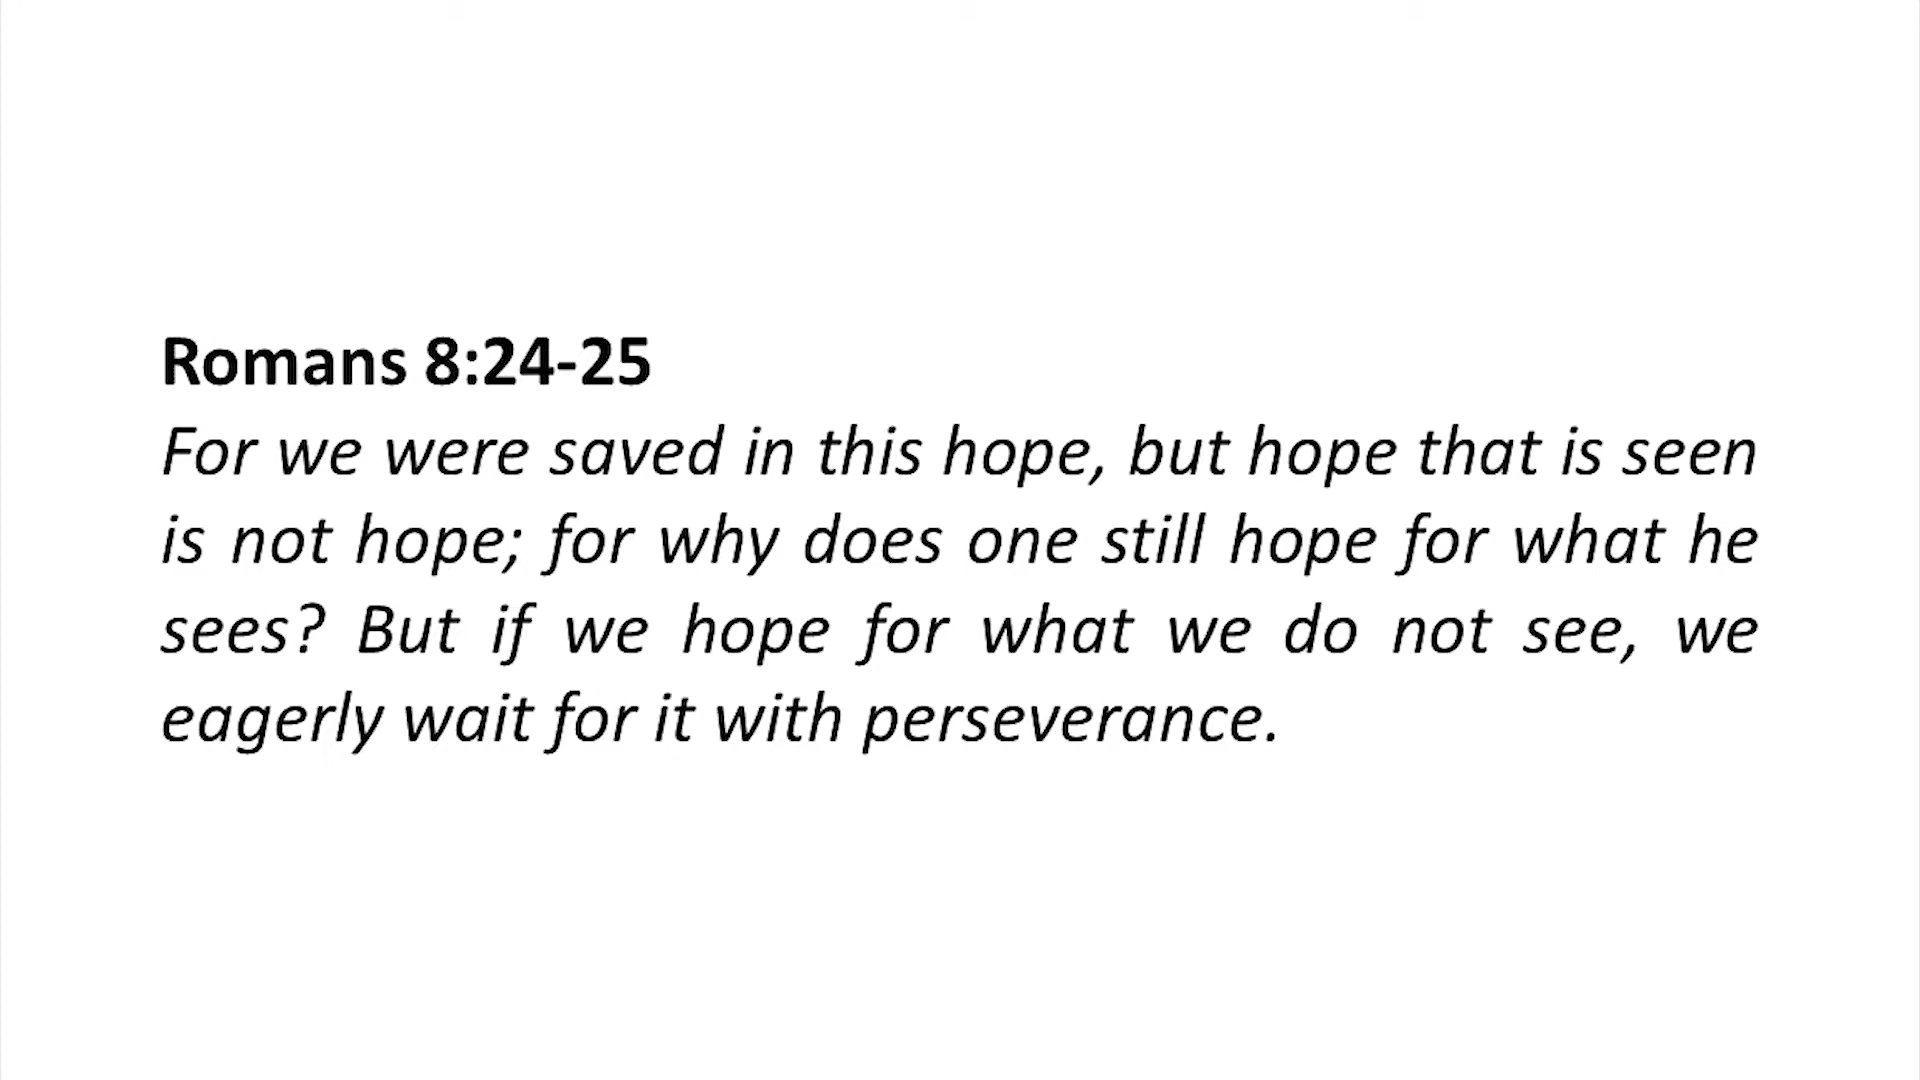 Romans 8:24-25
For we were saved in this hope, but hope that is seen
is not hope; for why does one still hope for what he
sees? But if we hope for what we do not see, we
eagerly wait for it with perseverance.